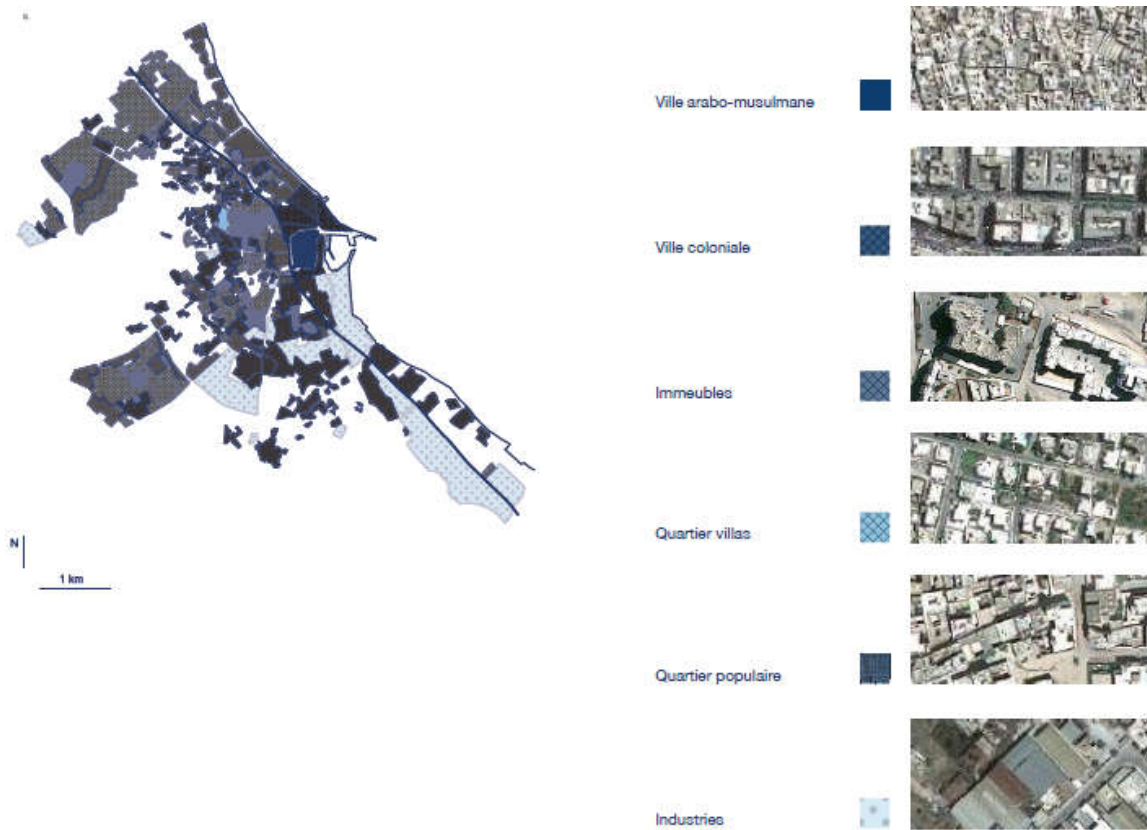 Ville arabo-musulmane
Ville coloniale
Immeubles
Quartier villas
N
1 km
Quartier populaire
Industries